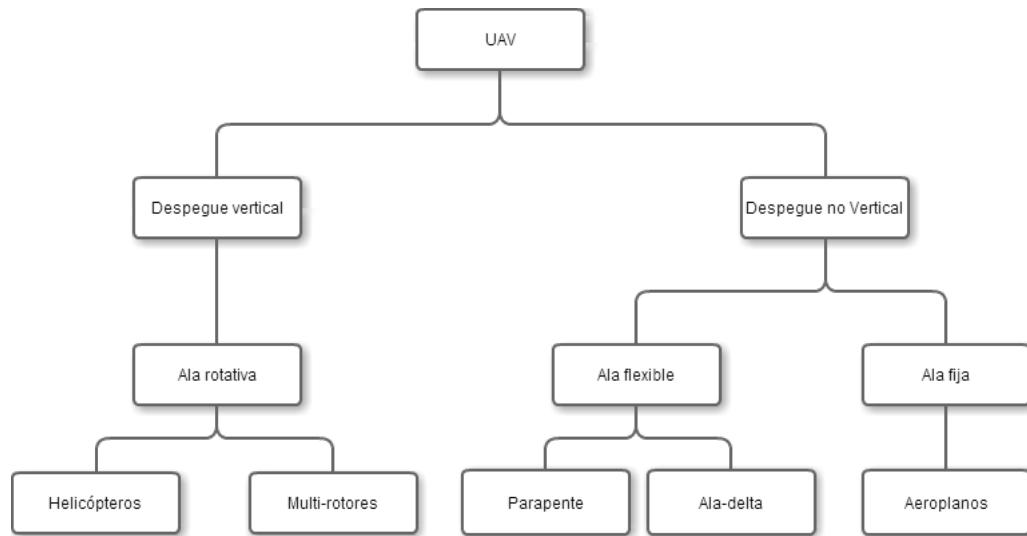 UAV
Despegue vertical
Despegue no Vertical
Ala rotativa
Ala flexible
Ala fija
Helicópteros
Multi-rotores
Parapente
Ala-delta
Aeroplanos